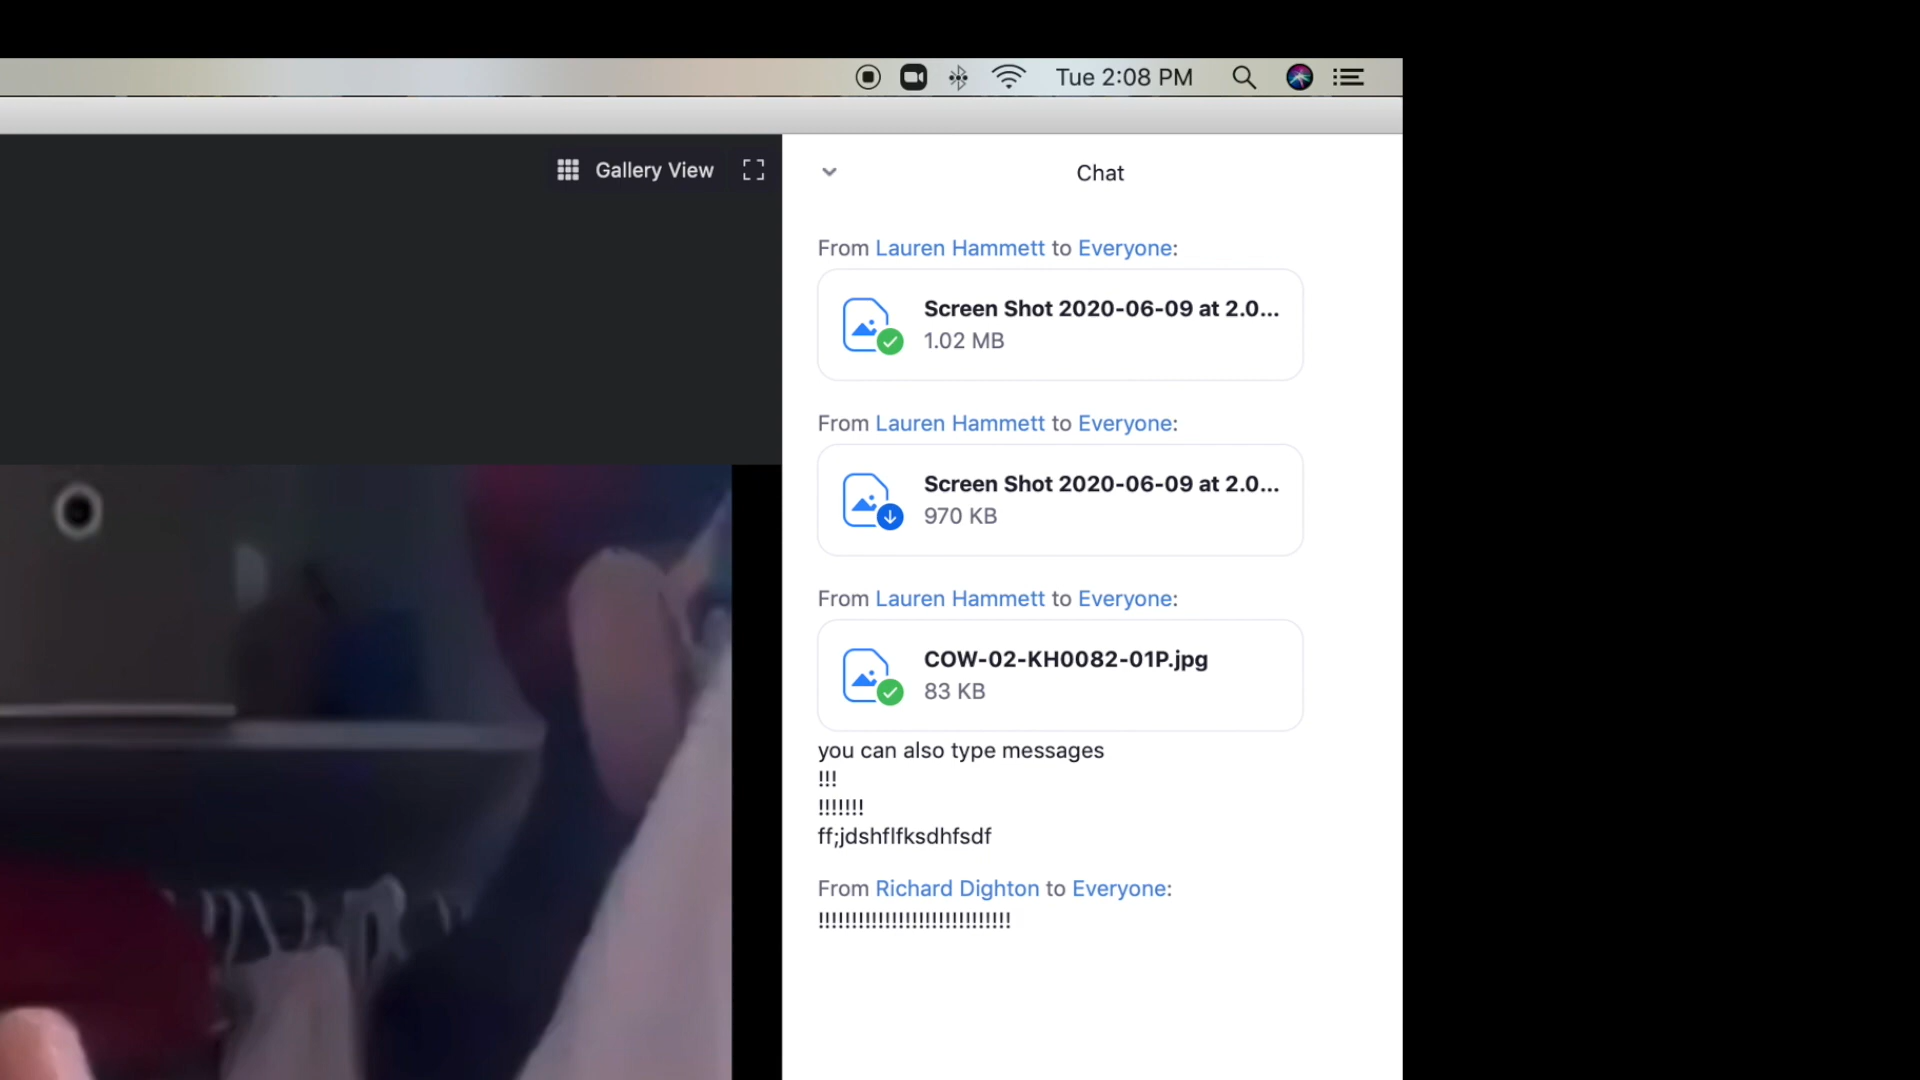 Tue 2:08 PM
Gallery View
Chat
From Lauren Hammett to Everyone:
Screen Shot 2020-06-09 at 2.0...
1.02 MB
From Lauren Hammett to Everyone:
Screen Shot 2020-06-09 at 2.0...
970 KB
From Lauren Hammett to Everyone:
COW-02-KH0082-01P.jpg
83 KB
you can also type messages
!!!
!!!!!!!
ff;jdshflfksdhfsdf
From Richard Dighton to Everyone:
!!!!!!!!!!!!!!!!!!!!!!!!!!!!!